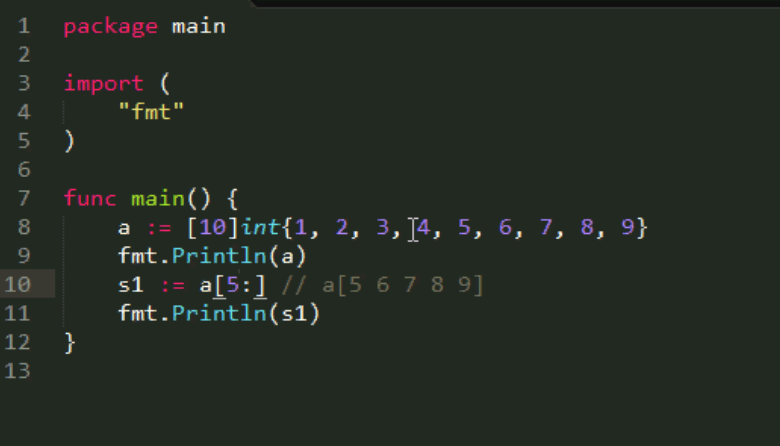 1 package main
2
3 import (
4     "fmt"
5 )
6
7 func main() {
8     a := [10]int{1, 2, 3, 4, 5, 6, 7, 8, 9}
9     fmt.Println(a)
10     s1 := a[5:] // a[5 6 7 8 9]
11     fmt.Println(s1)
12 }
13